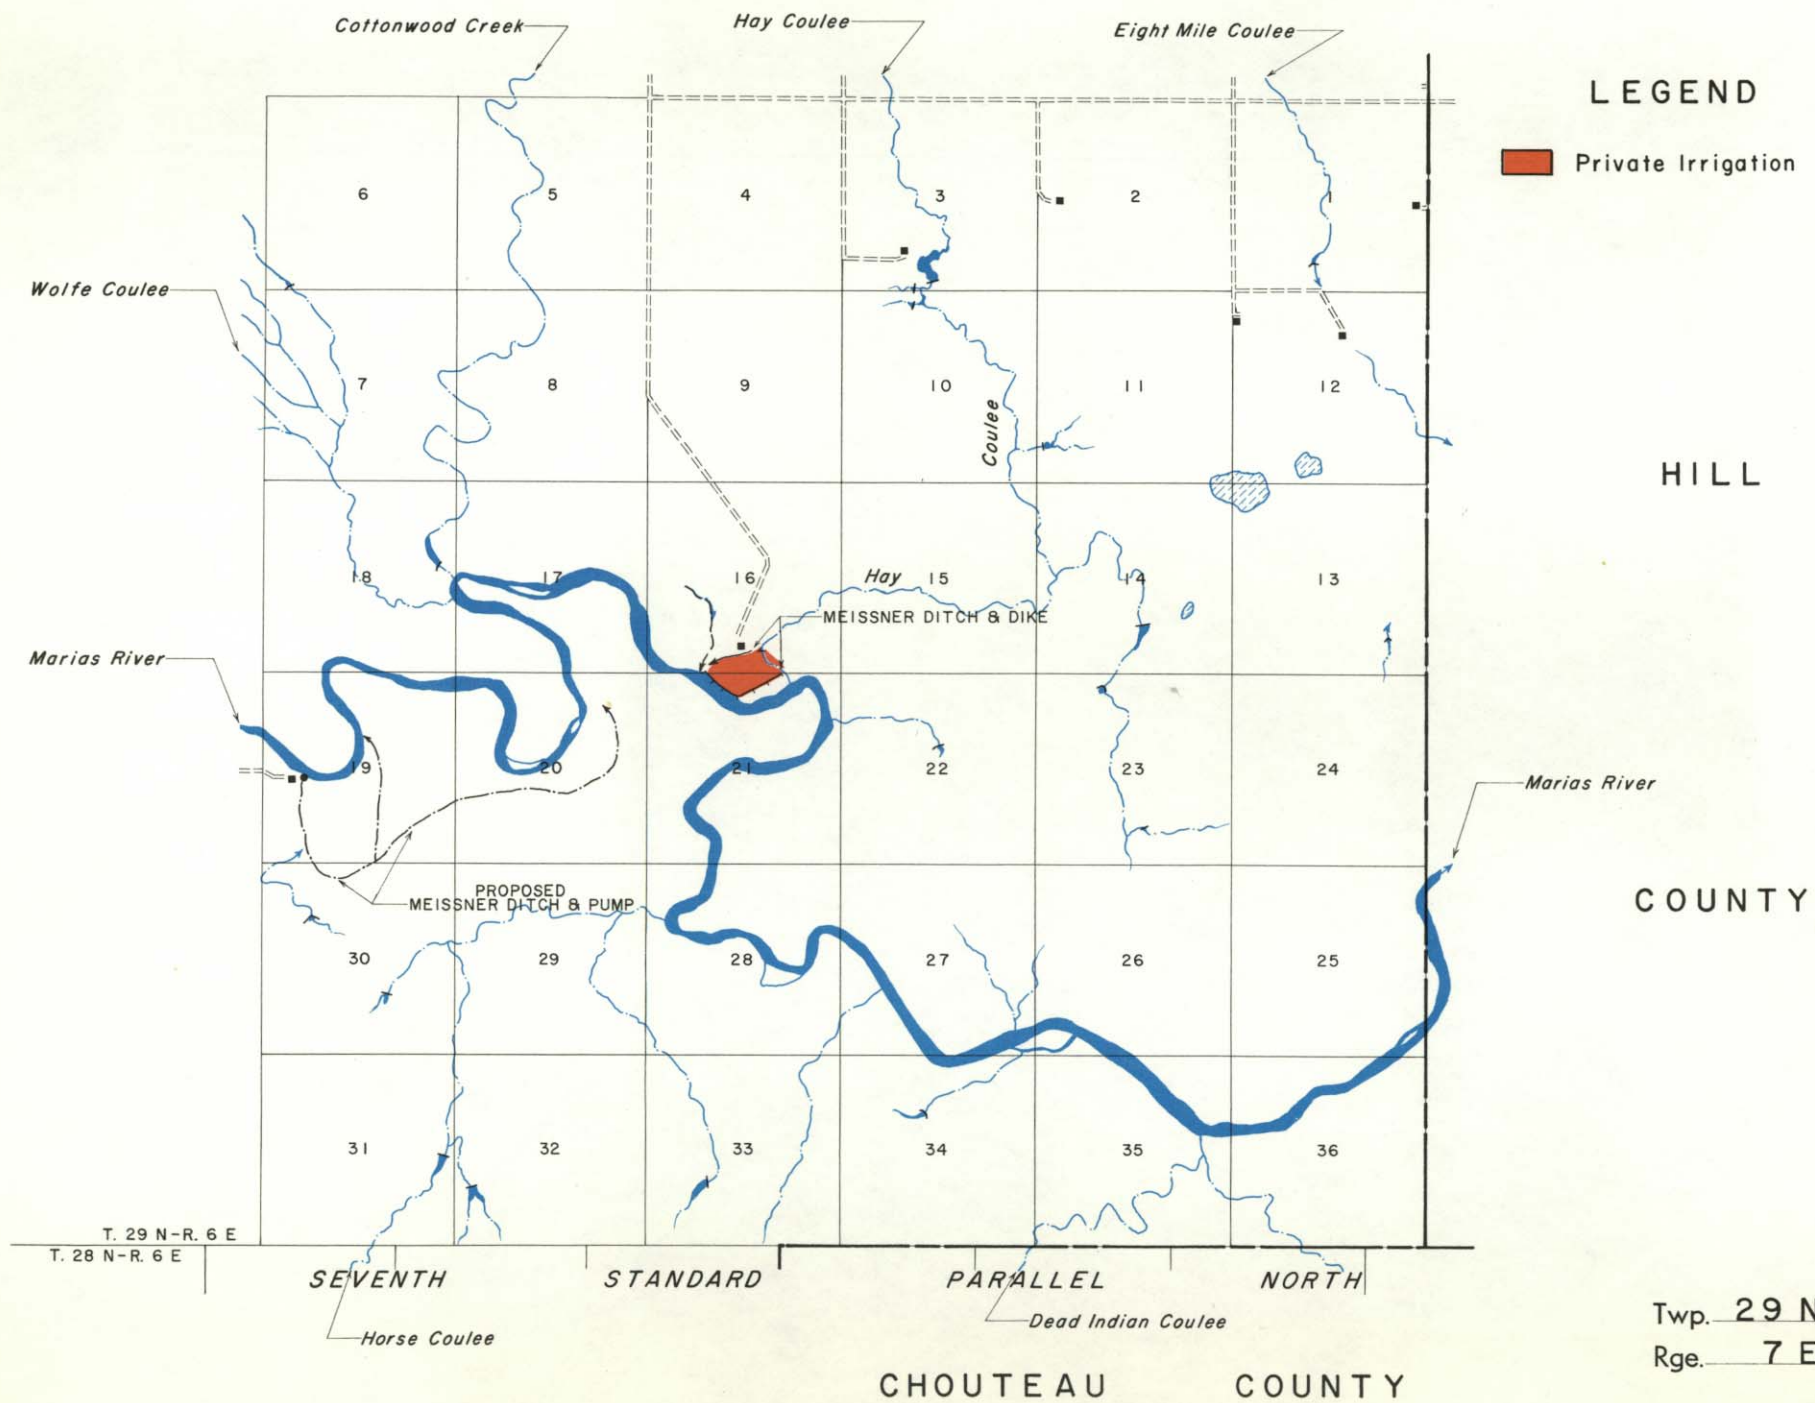 Cottonwood Creek
Hay Coulee
Eight Mile Coulee
LEGEND
Private Irrigation
6
5
4
3
2
1
Wolfe Coulee
7
8
9
10
Coulee
11
12
HILL
18
17
16
Hay
15
14
13
MEISSNER DITCH & DIKE
Marias River
19
20
21
22
23
24
Marias River
PROPOSED
MEISSNER DITCH & PUMP
COUNTY
30
29
28
27
26
25
31
32
33
34
35
36
T. 29 N-R. 6 E
T. 28 N-R. 6 E
SEVENTH STANDARD PARALLEL NORTH
Horse Coulee
Dead Indian Coulee
Twp. 29 N
Rge. 7 E
CHOUTEAU COUNTY